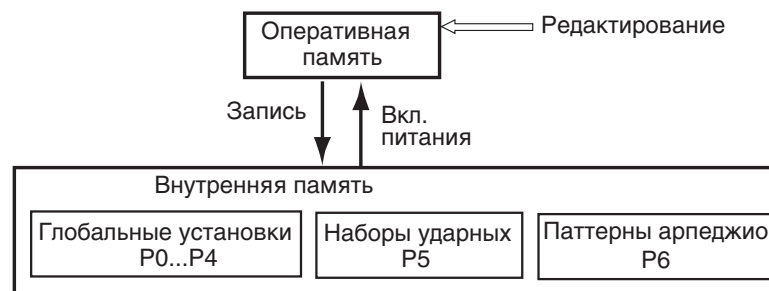 Оперативная
память
Редактирование
Запись
Вкл.
питания
Внутренняя память
Глобальные установки
P0...P4
Наборы ударных
P5
Паттерны арпеджио
P6